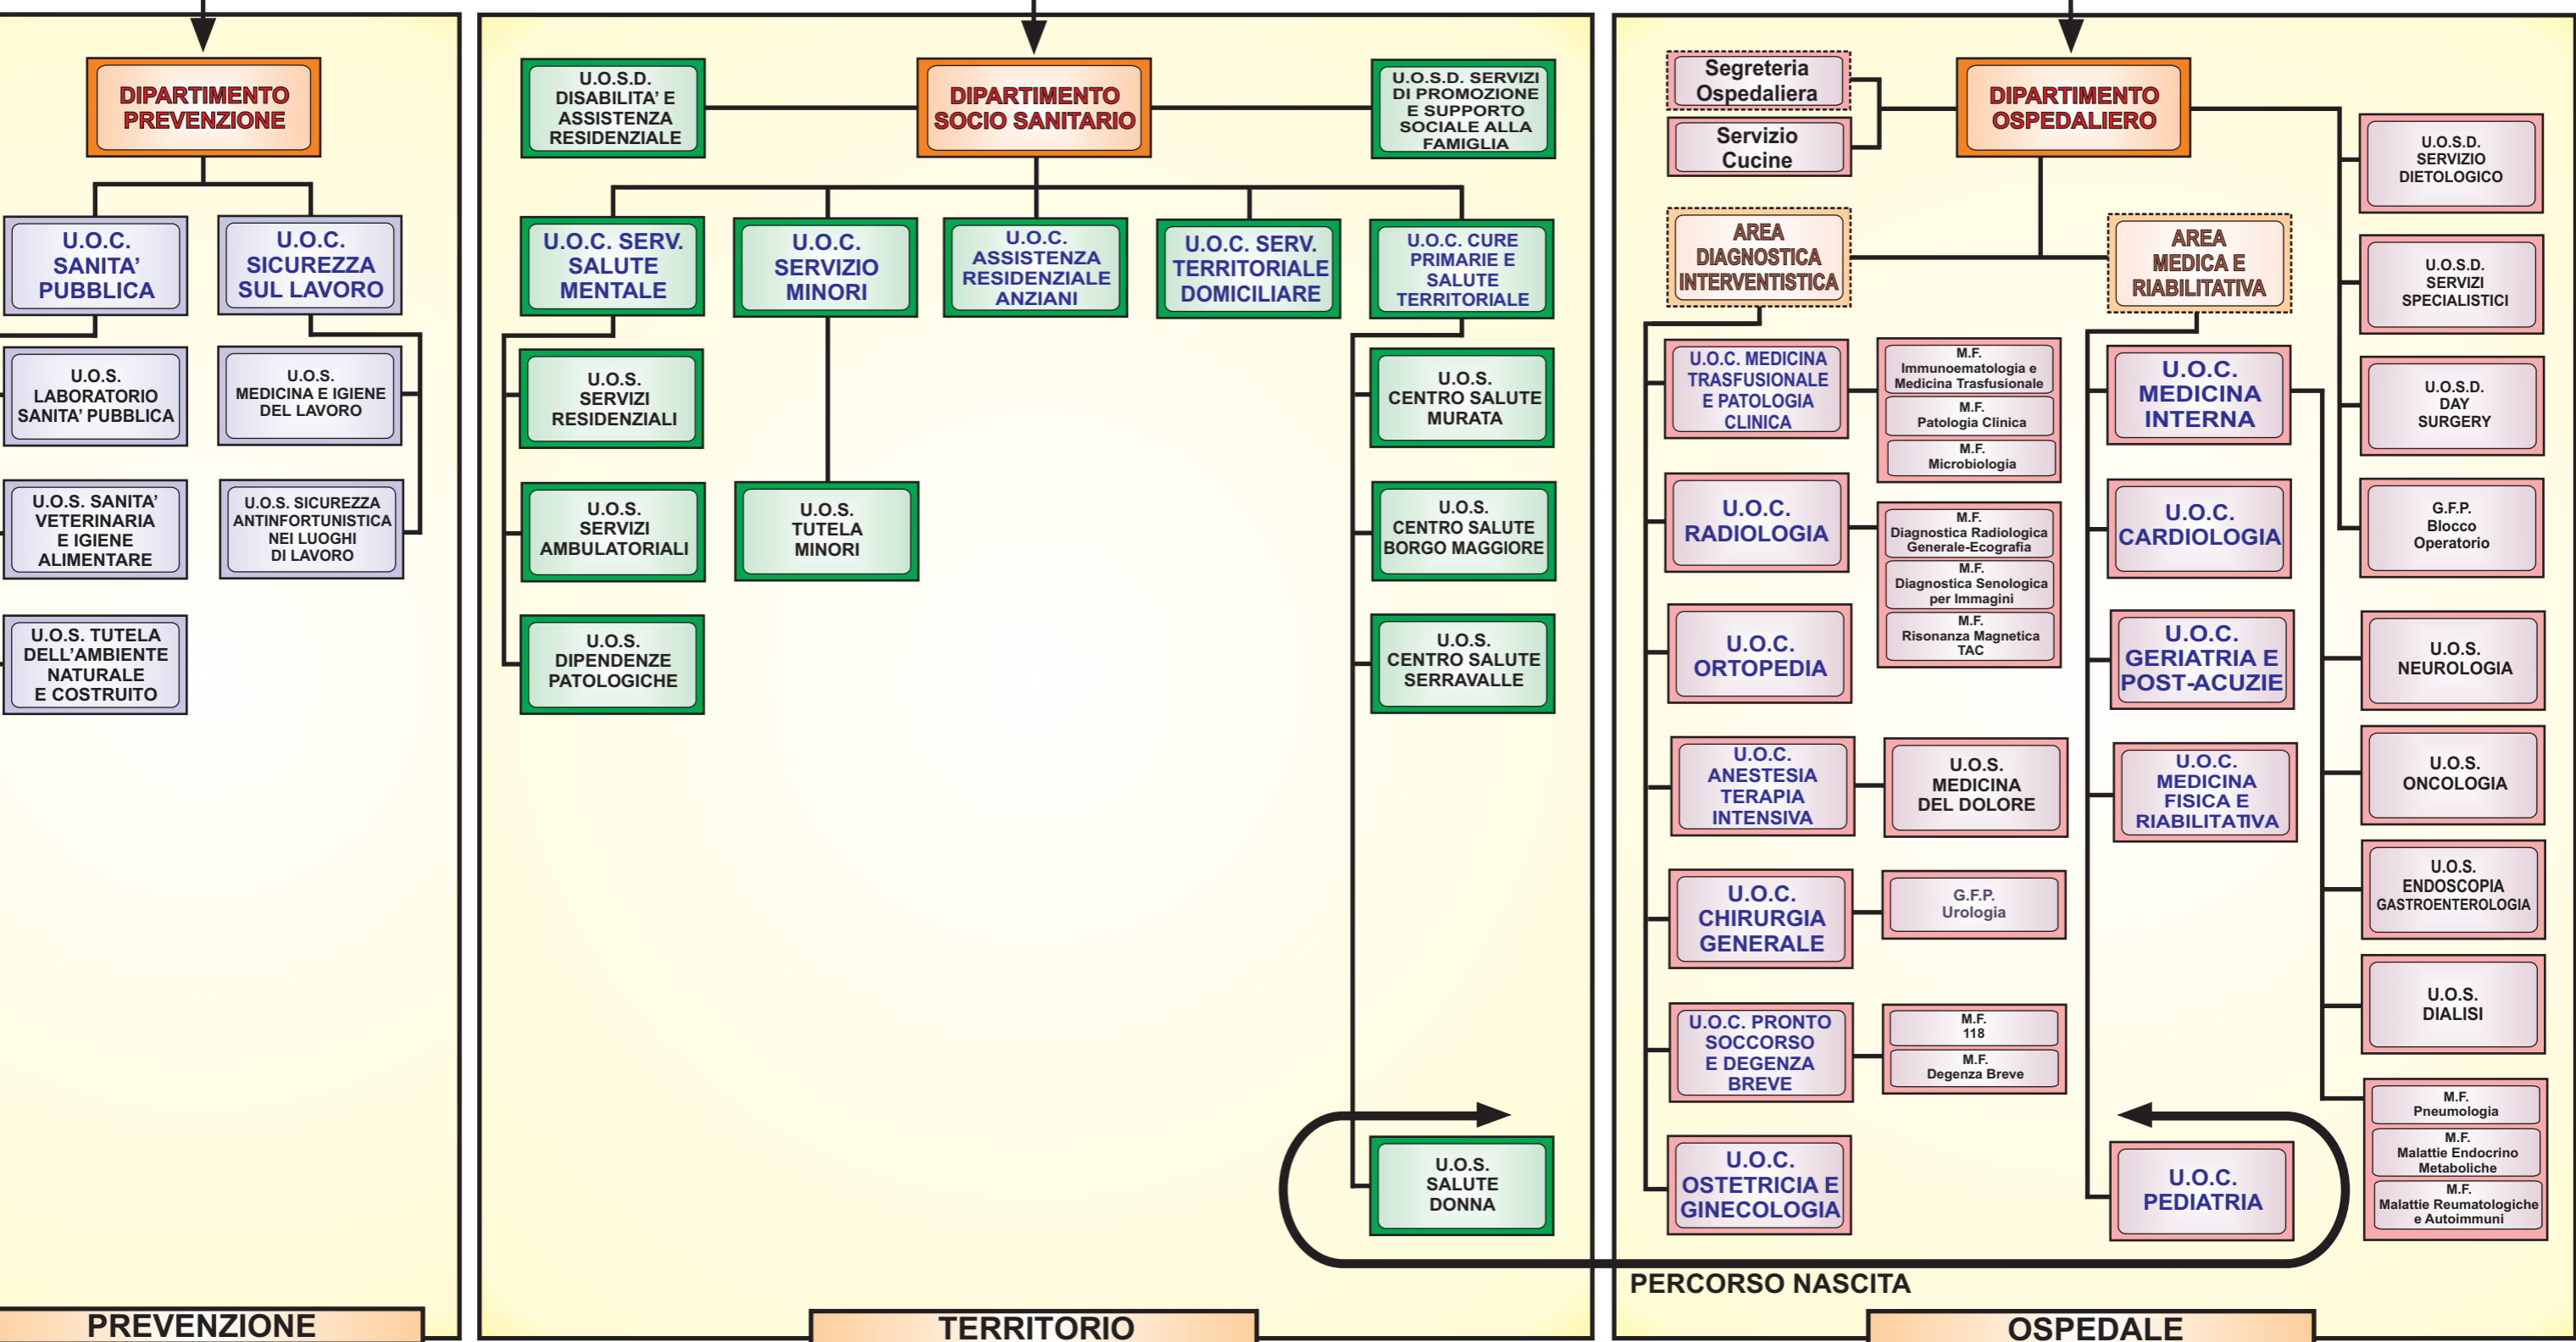 DIPARTIMENTO
PREVENZIONE
U.O.C.
SANITA'
PUBBLICA
U.O.C.
SICUREZZA
SUL LAVORO
U.O.S.
LABORATORIO
SANITA' PUBBLICA
U.O.S.
MEDICINA E IGIENE
DEL LAVORO
U.O.S. SANITA'
VETERINARIA
E IGIENE
ALIMENTARE
U.O.S. SICUREZZA
ANTINFORTUNISTICA
NEI LUOGHI
DI LAVORO
U.O.S. TUTELA
DELL'AMBIENTE
NATURALE
E COSTRUITO
PREVENZIONE
U.O.S.D.
DISABILITA' E
ASSISTENZA
RESIDENZIALE
DIPARTIMENTO
SOCIO SANITARIO
U.O.S.D. SERVIZI
DI PROMOZIONE
E SUPPORTO
SOCIALE ALLA
FAMIGLIA
U.O.C. SERV.
SALUTE
MENTALE
U.O.C.
SERVIZIO
MINORI
U.O.C.
ASSISTENZA
RESIDENZIALE
ANZIANI
U.O.C. SERV.
TERRITORIALE
DOMICILIARE
U.O.C. CURE
PRIMARIE E
SALUTE
TERRITORIALE
U.O.S.
SERVIZI
RESIDENZIALI
U.O.S.
CENTRO SALUTE
MURATA
U.O.S.
SERVIZI
AMBULATORIALI
U.O.S.
TUTELA
MINORI
U.O.S.
CENTRO SALUTE
BORGO MAGGIORE
U.O.S.
DIPENDENZE
PATOLOGICHE
U.O.S.
CENTRO SALUTE
SERRAVALLE
U.O.S.
SALUTE
DONNA
TERRITORIO
Segreteria
Ospedaliera
Servizio
Cucine
DIPARTIMENTO
OSPEDALIERO
U.O.S.D.
SERVIZIO
DIETOLOGICO
AREA
DIAGNOSTICA
INTERVENTISTICA
AREA
MEDICA E
RIABILITATIVA
U.O.S.D.
SERVIZI
SPECIALISTICI
U.O.C. MEDICINA
TRASFUSIONALE
E PATOLOGIA
CLINICA
M.F.
Immunoematologia e
Medicina Trasfusionale
M.F.
Patologia Clinica
M.F.
Microbiologia
U.O.C.
MEDICINA
INTERNA
U.O.S.D.
DAY
SURGERY
U.O.C.
RADIOLOGIA
M.F.
Diagnostica Radiologica
Generale-Ecografia
M.F.
Diagnostica Senologica
per Immagini
M.F.
Risonanza Magnetica
TAC
U.O.C.
CARDIOLOGIA
G.F.P.
Blocco
Operatorio
U.O.C.
ORTOPEDIA
U.O.C.
GERIATRIA E
POST-ACUZIE
U.O.S.
NEUROLOGIA
U.O.C.
ANESTESIA
TERAPIA
INTENSIVA
U.O.S.
MEDICINA
DEL DOLORE
U.O.C.
MEDICINA
FISICA E
RIABILITATIVA
U.O.S.
ONCOLOGIA
U.O.C.
CHIRURGIA
GENERALE
G.F.P.
Urologia
U.O.S.
ENDOSCOPIA
GASTROENTEROLOGIA
U.O.C. PRONTO
SOCCORSO
E DEGENZA
BREVE
M.F.
118
M.F.
Degenza Breve
U.O.S.
DIALISI
U.O.C.
OSTETRICIA E
GINECOLOGIA
U.O.C.
PEDIATRIA
M.F.
Pneumologia
M.F.
Malattie Endocrino
Metaboliche
M.F.
Malattie Reumatologiche
e Autoimmuni
PERCORSO NASCITA
OSPEDALE